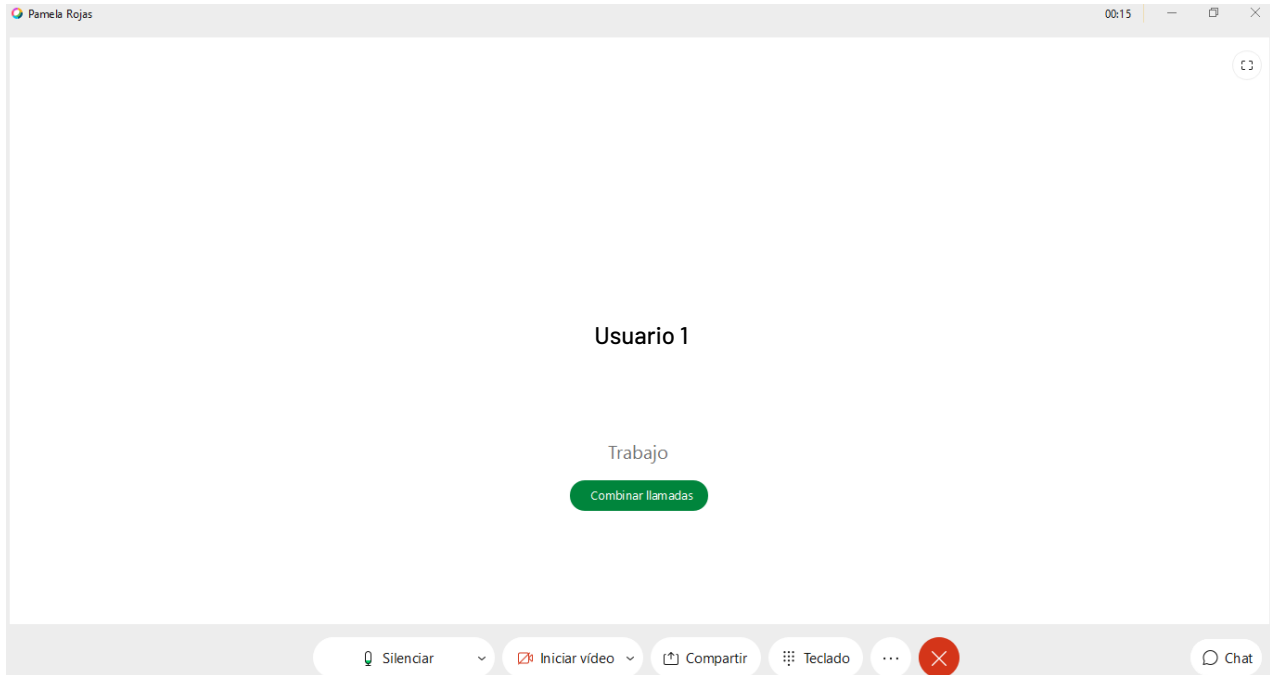 Pamela Rojas
00:15
Usuario 1
Trabajo
Combinar llamadas
Silenciar
Iniciar vídeo
Compartir
Teclado
Chat